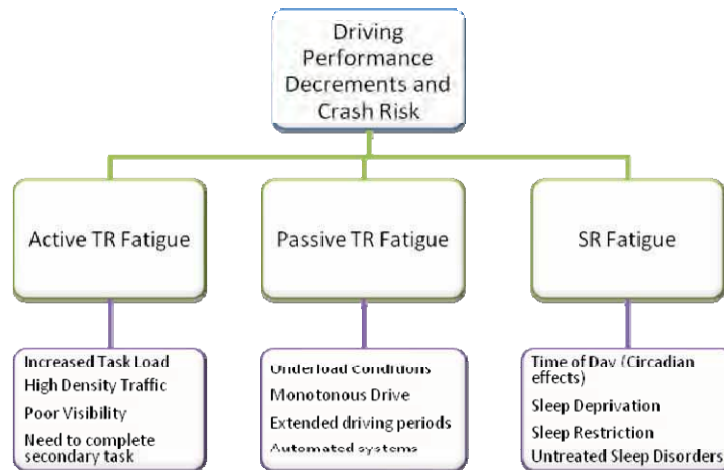 Driving
Performance
Decrements and
Crash Risk
Active TR Fatigue
Passive TR Fatigue
SR Fatigue
Increased Task Load
High Density Traffic
Poor Visibility
Need to complete
secondary task
Underload Conditions
Monotonous Drive
Extended driving periods
Automated systems
Time of Day (Circadian
effects)
Sleep Deprivation
Sleep Restriction
Untreated Sleep Disorders